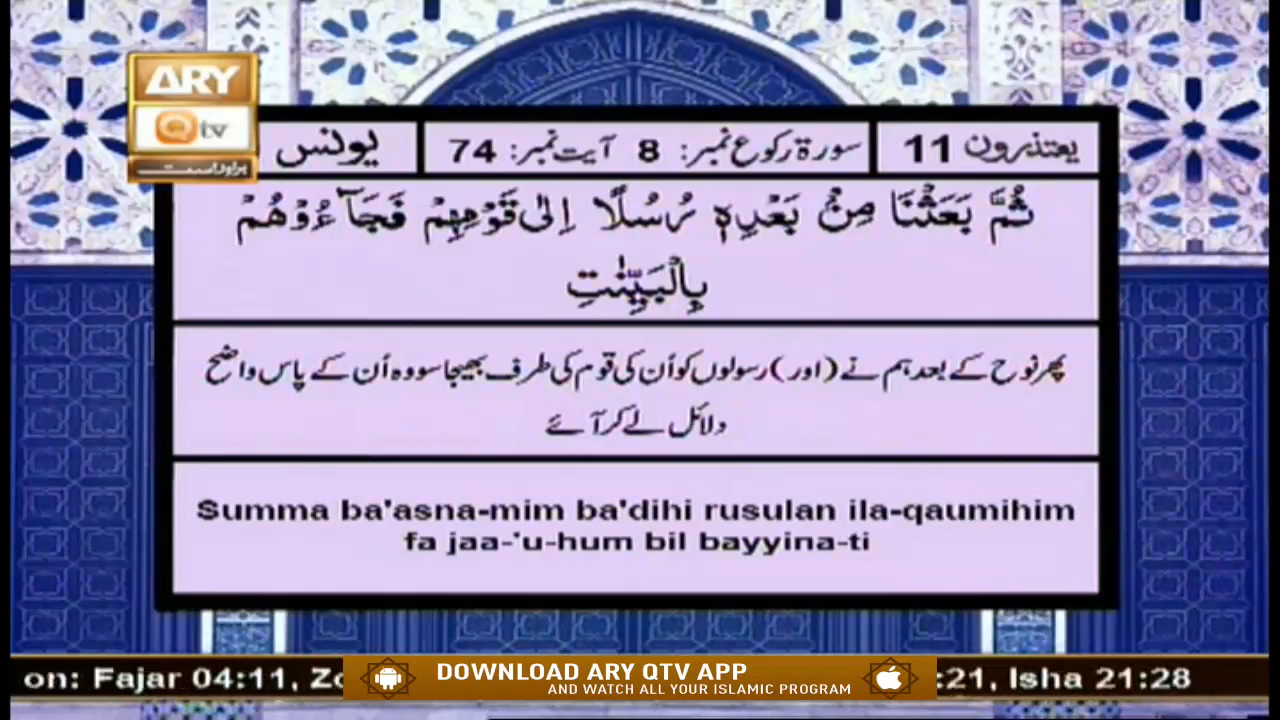 ARY
Qtv
براہِ راست
یعتذرون 11
سورۃ رکوع نمبر: 8 آیت نمبر: 74
یونس
ثُمَّ بَعَثْنَا مِنْۢ بَعْدِهٖ رُسُلًا اِلٰى قَوْمِهِمْ فَجَآءُوْهُمْ
بِالْبَيِّنٰتِ
پھر نوح کے بعد ہم نے (اور) رسولوں کو اُن کی قوم کی طرف بھیجا سو وہ اُن کے پاس واضح
دلائل لے کر آئے
Summa ba'asna-mim ba'dihi rusulan ila-qaumihim
fa jaa-'u-hum bil bayyina-ti
on: Fajar 04:11, Zo
:21, Isha 21:28
DOWNLOAD ARY QTV APP
AND WATCH ALL YOUR ISLAMIC PROGRAM